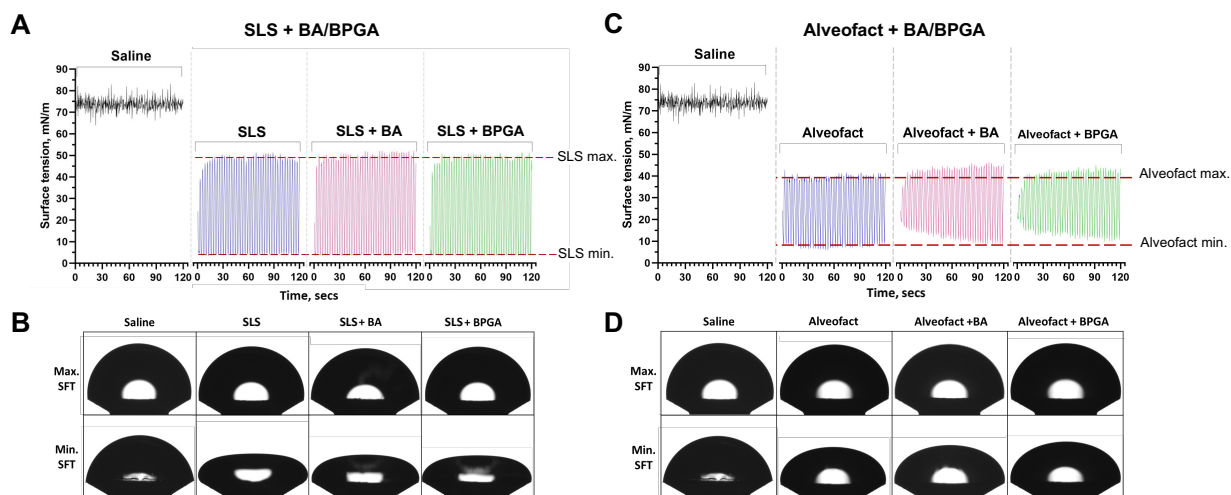 A
SLS + BA/BPGA
Saline
Surface tension, mN/m
90
80
70
60
50
40
30
20
10
0
SLS
SLS + BA
SLS + BPGA
SLS max.
SLS min.
0 30 60 90 120 0 30 60 90 120 0 30 60 90 120 0 30 60 90 120
Time, secs
B
Saline SLS SLS + BA SLS + BPGA
Max.
SFT
Min.
SFT
C
Alveofact + BA/BPGA
Saline
Surface tension, mN/m
90
80
70
60
50
40
30
20
10
0
Alveofact
Alveofact + BA
Alveofact + BPGA
Alveofact max.
Alveofact min.
0 30 60 90 120 0 30 60 90 120 0 30 60 90 120 0 30 60 90 120
Time, secs
D
Saline Alveofact Alveofact +BA Alveofact + BPGA
Max.
SFT
Min.
SFT